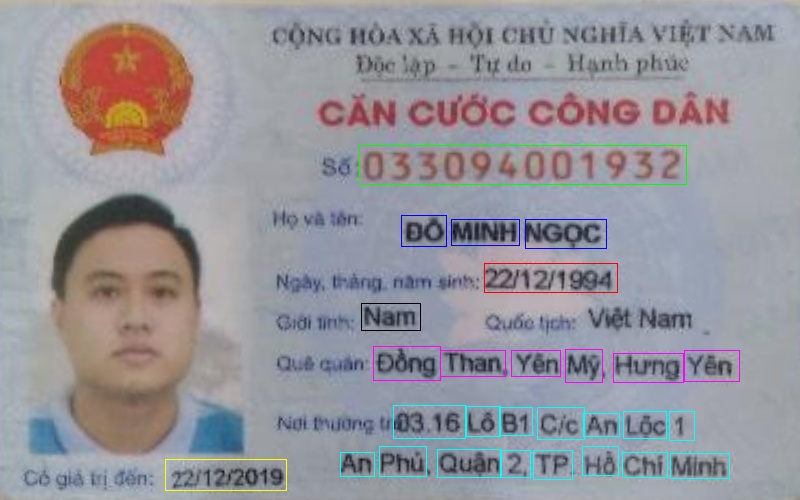 CỘNG HÒA XÃ HỘI CHỦ NGHĨA VIỆT NAM
Độc lập - Tự do - Hạnh phúc
CĂN CƯỚC CÔNG DÂN
Số: 033094001932
Họ và tên: ĐỖ MINH NGỌC
Ngày, tháng, năm sinh: 22/12/1994
Giới tính: Nam Quốc tịch: Việt Nam
Quê quán: Đồng Than, Yên Mỹ, Hưng Yên
Nơi thường trú: 03.16 Lô B1 C/c An Lộc 1
An Phú, Quận 2, TP. Hồ Chí Minh
Có giá trị đến: 22/12/2019